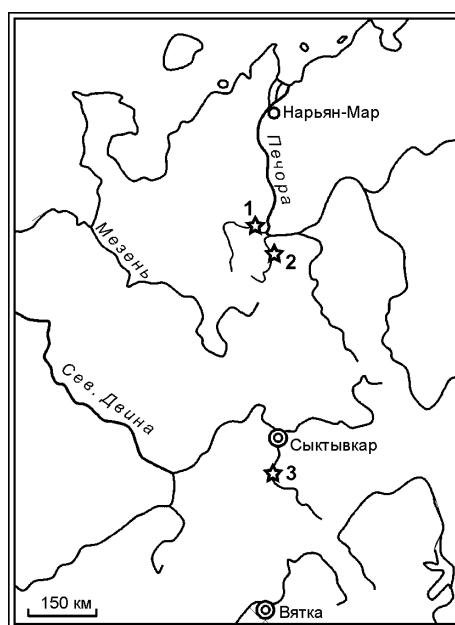 Нарьян-Мар
Печора
1
2
Мезень
Сев. Двина
Сыктывкар
3
150 км
Вятка